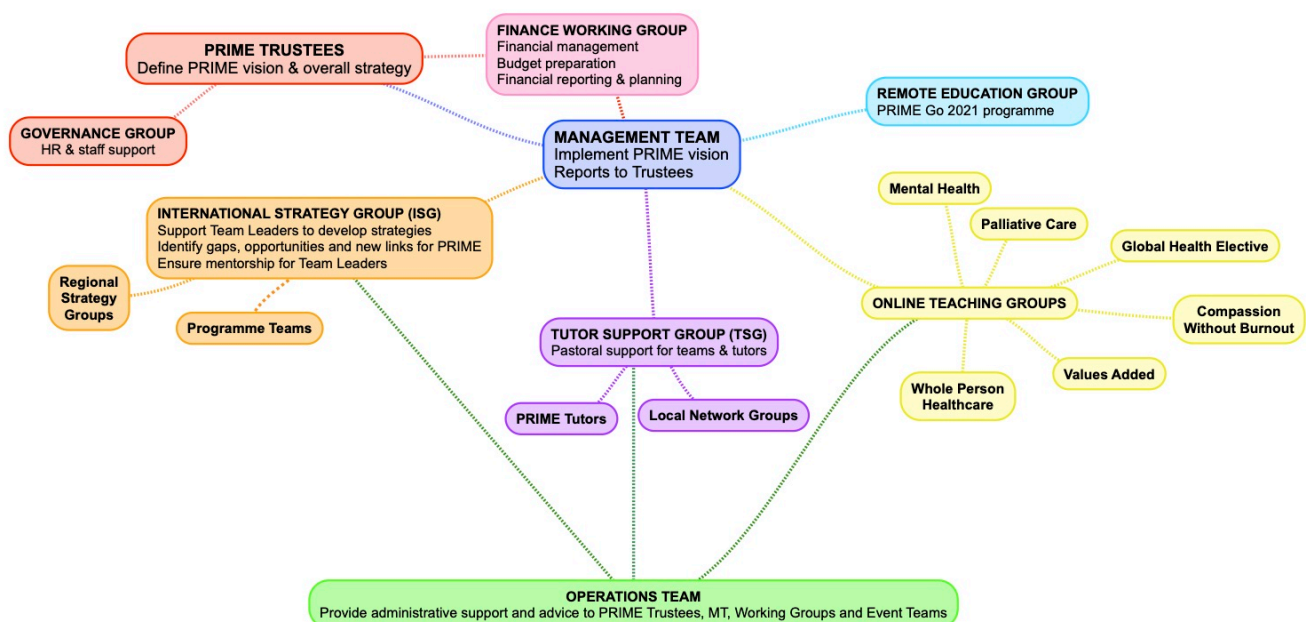 PRIME TRUSTEES
Define PRIME vision & overall strategy
FINANCE WORKING GROUP
Financial management
Budget preparation
Financial reporting & planning
REMOTE EDUCATION GROUP
PRIME Go 2021 programme
GOVERNANCE GROUP
HR & staff support
MANAGEMENT TEAM
Implement PRIME vision
Reports to Trustees
INTERNATIONAL STRATEGY GROUP (ISG)
Support Team Leaders to develop strategies
Identify gaps, opportunities and new links for PRIME
Ensure mentorship for Team Leaders
Regional
Strategy
Groups
Programme Teams
Mental Health
Palliative Care
Global Health Elective
ONLINE TEACHING GROUPS
Compassion
Without Burnout
Values Added
Whole Person
Healthcare
TUTOR SUPPORT GROUP (TSG)
Pastoral support for teams & tutors
PRIME Tutors
Local Network Groups
OPERATIONS TEAM
Provide administrative support and advice to PRIME Trustees, MT, Working Groups and Event Teams